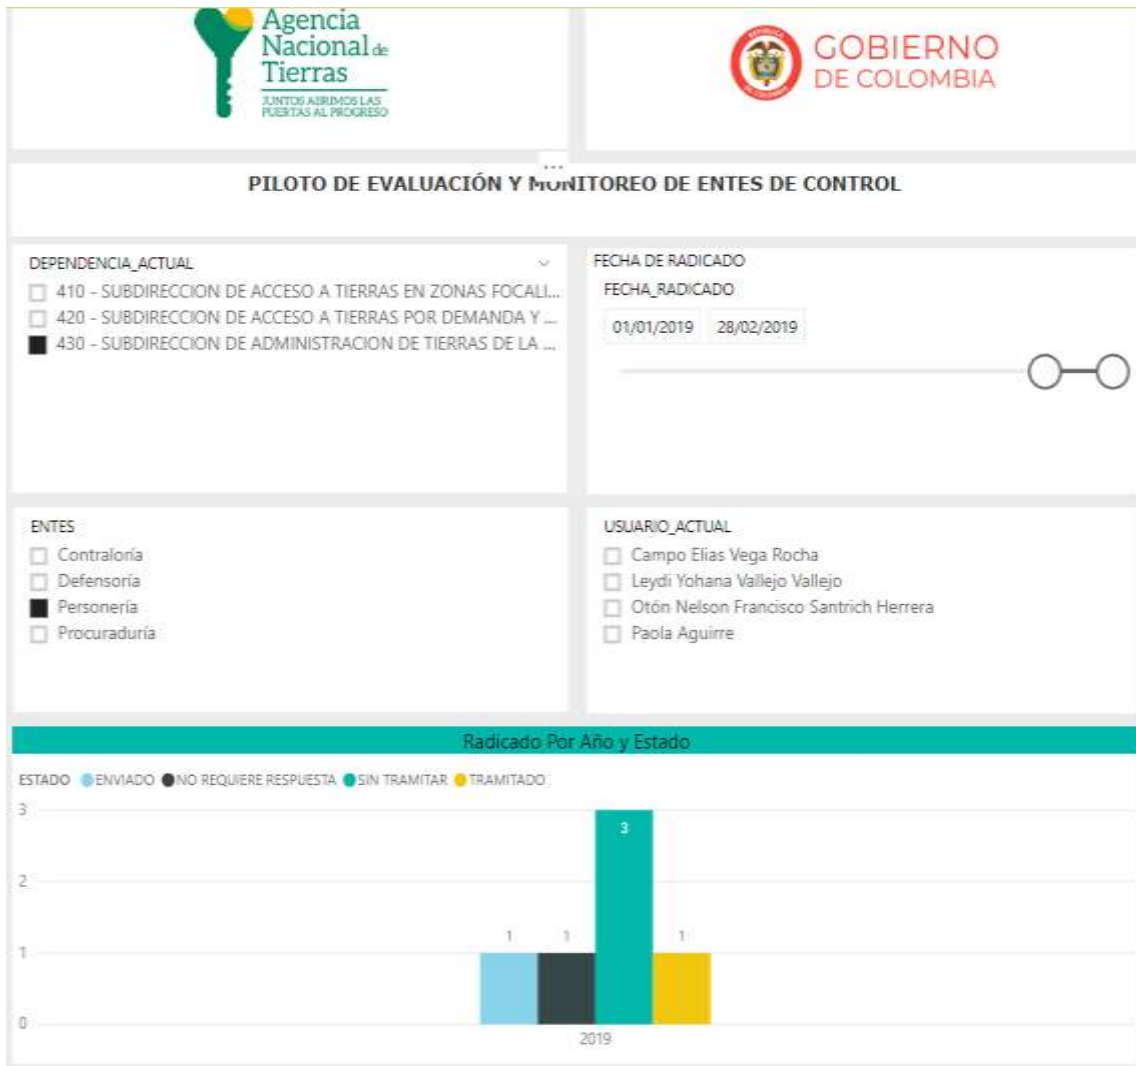 Agencia
Nacional de
Tierras
JUNTOS ABRIMOS LAS
PUERTAS AL PROGRESO
GOBIERNO
DE COLOMBIA
...
PILOTO DE EVALUACIÓN Y MONITOREO DE ENTES DE CONTROL
DEPENDENCIA_ACTUAL
410 - SUBDIRECCION DE ACCESO A TIERRAS EN ZONAS FOCALI...
420 - SUBDIRECCION DE ACCESO A TIERRAS POR DEMANDA Y ...
430 - SUBDIRECCION DE ADMINISTRACION DE TIERRAS DE LA ...
FECHA DE RADICADO
FECHA_RADICADO
01/01/2019 28/02/2019
ENTES
Contraloría
Defensoría
Personería
Procuraduría
USUARIO_ACTUAL
Campo Elias Vega Rocha
Leydi Yohana Vallejo Vallejo
Otón Nelson Francisco Santrich Herrera
Paola Aguirre
Radicado Por Año y Estado
ESTADO ENVIADO NO REQUIERE RESPUESTA SIN TRAMITAR TRAMITADO
3
3
2
1 1 1
1
0
2019